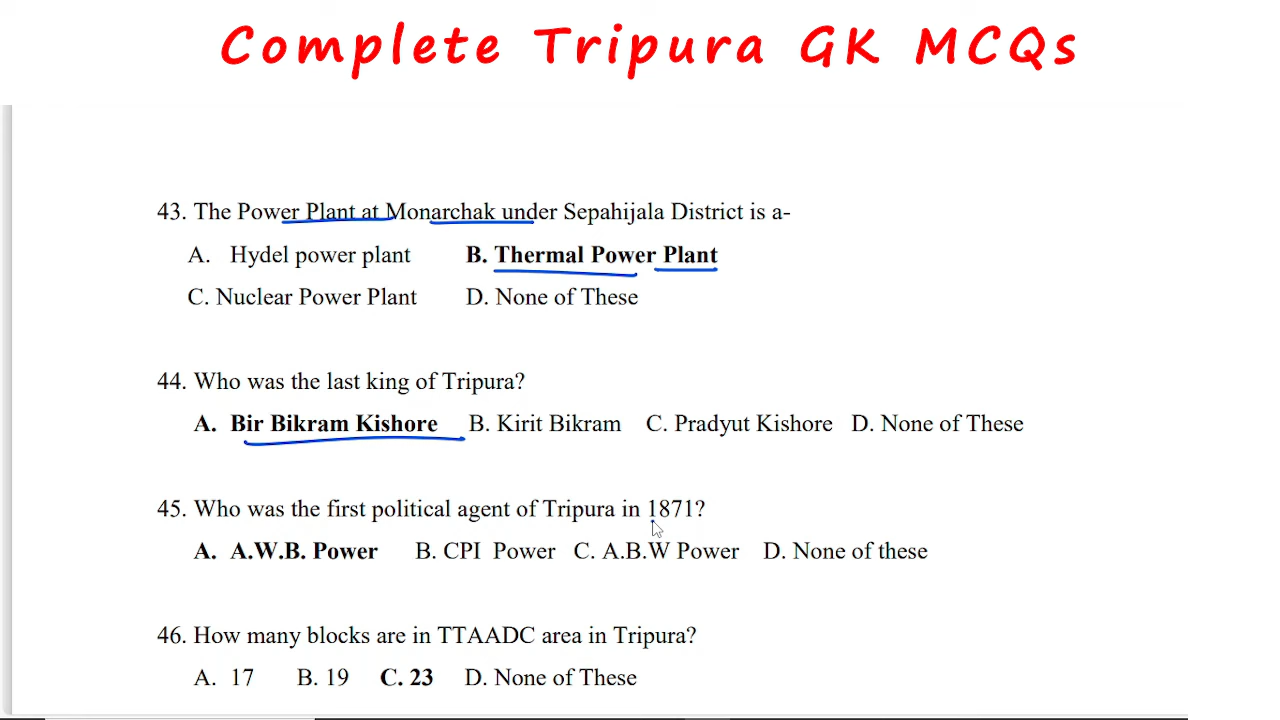 Complete Tripura GK MCQs
43. The Power Plant at Monarchak under Sepahijala District is a-
A. Hydel power plant B. Thermal Power Plant
C. Nuclear Power Plant D. None of These
44. Who was the last king of Tripura?
A. Bir Bikram Kishore B. Kirit Bikram C. Pradyut Kishore D. None of These
45. Who was the first political agent of Tripura in 1871?
A. A.W.B. Power B. CPI Power C. A.B.W Power D. None of these
46. How many blocks are in TTAADC area in Tripura?
A. 17 B. 19 C. 23 D. None of These